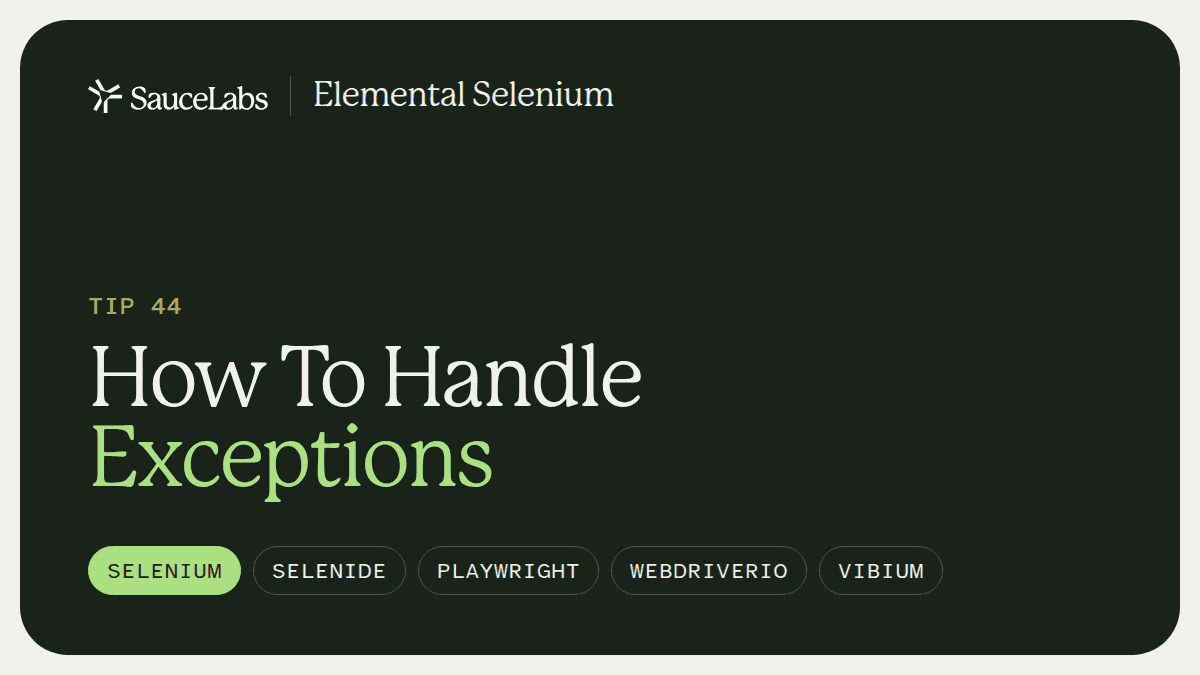 SauceLabs Elemental Selenium
TIP 44
How To Handle
Exceptions
SELENIUM SELENIDE PLAYWRIGHT WEBDRIVERIO VIBIUM